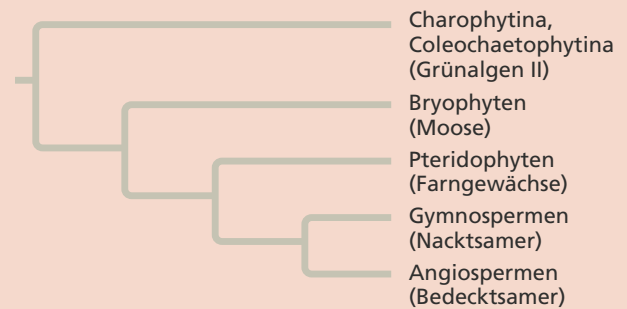 Charophytina,
Coleochaetophytina
(Grünalgen II)
Bryophyten
(Moose)
Pteridophyten
(Farngewächse)
Gymnospermen
(Nacktsamer)
Angiospermen
(Bedecktsamer)